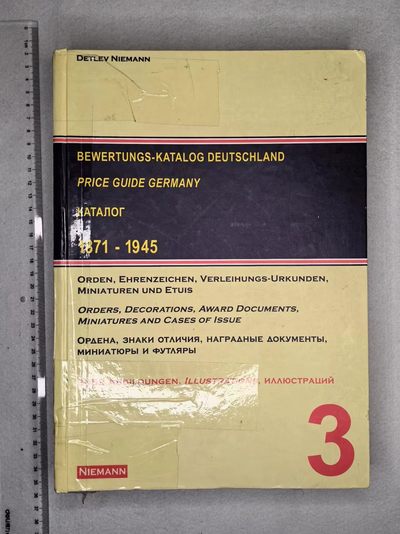 DETLEV NIEMANN
BEWERTUNGS-KATALOG DEUTSCHLAND
PRICE GUIDE GERMANY
КАТАЛОГ
1871 - 1945
ORDEN, EHRENZEICHEN, VERLEIHUNGS-URKUNDEN,
MINIATUREN UND ETUIS
ORDERS, DECORATIONS, AWARD DOCUMENTS,
MINIATURES AND CASES OF ISSUE
ОРДЕНА, ЗНАКИ ОТЛИЧИЯ, НАГРАДНЫЕ ДОКУМЕНТЫ,
МИНИАТЮРЫ И ФУТЛЯРЫ
ABBILDUNGEN, ILLUSTRATIONS, ИЛЛЮСТРАЦИЙ
3
NIEMANN